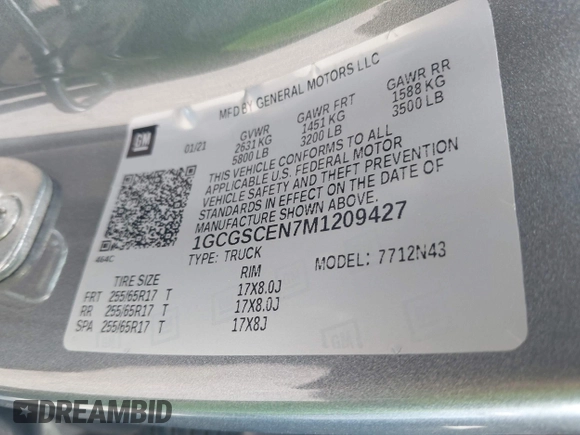 MFD BY GENERAL MOTORS LLC
GM
01/21
GVWR GAWR FRT GAWR RR
2631 KG 1451 KG 1588 KG
5800 LB 3200 LB 3500 LB
THIS VEHICLE CONFORMS TO ALL
APPLICABLE U.S. FEDERAL MOTOR
VEHICLE SAFETY AND THEFT PREVENTION
STANDARDS IN EFFECT ON THE DATE OF
MANUFACTURE SHOWN ABOVE.
1GCGSCEN7M1209427
464C
TYPE: TRUCK MODEL: 7712N43
TIRE SIZE RIM
FRT 255/65R17 T 17X8.0J
RR 255/65R17 T 17X8.0J
SPA 255/65R17 T 17X8J
GM
DREAMBID